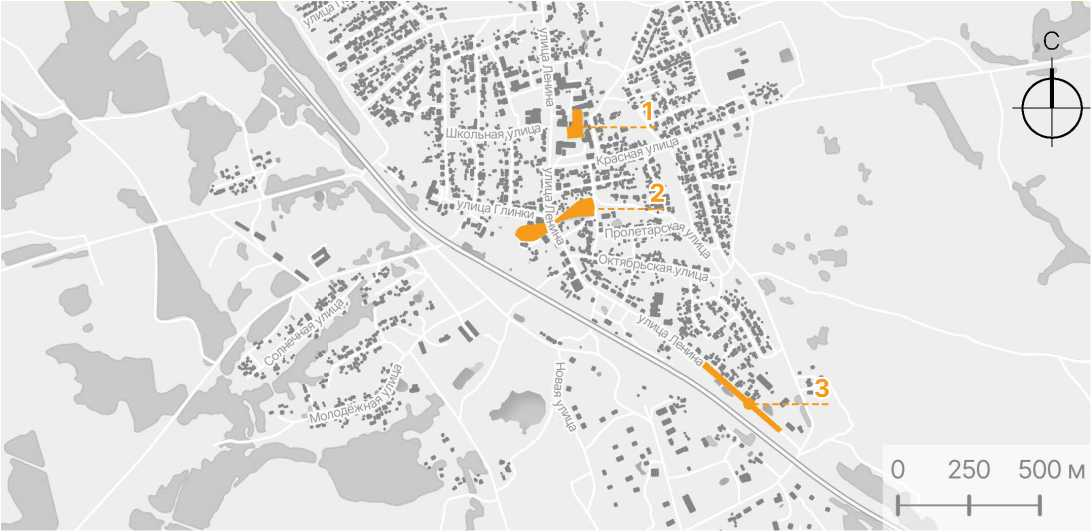 улица П
С
улица Ленина
1
Школьная улица
Красная улица
2
улица Глинки
улица Ленина
Пролетарская улица
Октябрьская улица
Солнечная улица
улица Ленина
Новая улица
Молодёжная улица
3
0 250 500 м